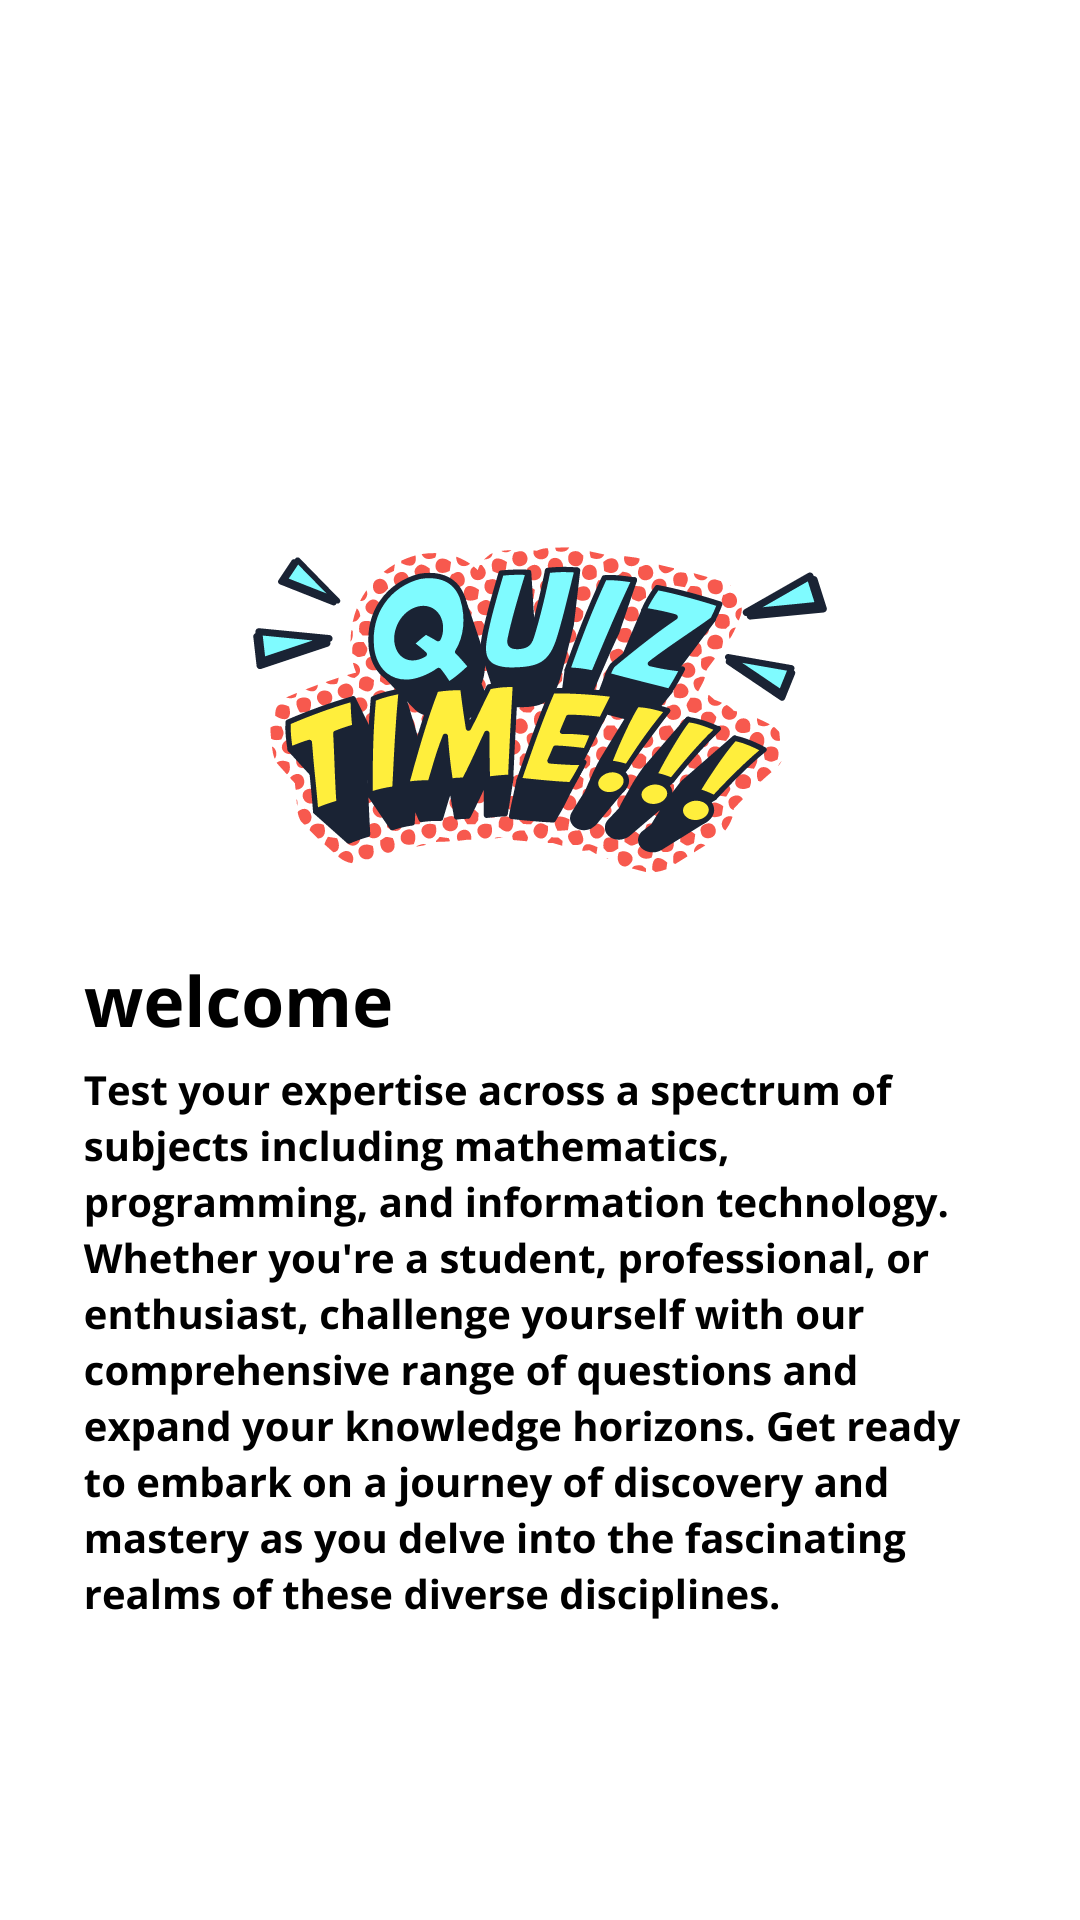 QUIZ
TIME!!!
welcome
Test your expertise across a spectrum of
subjects including mathematics,
programming, and information technology.
Whether you're a student, professional, or
enthusiast, challenge yourself with our
comprehensive range of questions and
expand your knowledge horizons. Get ready
to embark on a journey of discovery and
mastery as you delve into the fascinating
realms of these diverse disciplines.